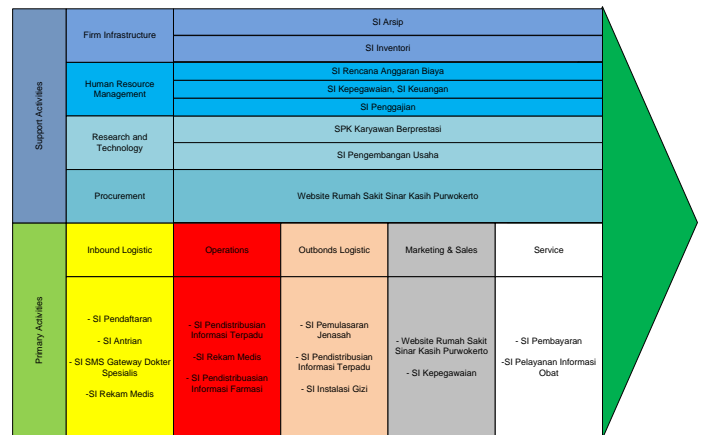 Support Activities
Firm Infrastructure
SI Arsip
SI Inventori
Human Resource
Management
SI Rencana Anggaran Biaya
SI Kepegawaian, SI Keuangan
SI Penggajian
Research and
Technology
SPK Karyawan Berprestasi
SI Pengembangan Usaha
Procurement
Website Rumah Sakit Sinar Kasih Purwokerto
Primary Activities
Inbound Logistic
Operations
Outbonds Logistic
Marketing & Sales
Service
- SI Pendaftaran
- SI Antrian
- SI SMS Gateway Dokter
Spesialis
-SI Rekam Medis
- SI Pendistribusian
Informasi Terpadu
-SI Rekam Medis
- SI Pendistribuasian
Informasi Farmasi
- SI Pemulasaran
Jenasah
- SI Pendistribusian
Informasi Terpadu
- SI Instalasi Gizi
- Website Rumah Sakit
Sinar Kasih Purwokerto
- SI Kepegawaian
- SI Pembayaran
-SI Pelayanan Informasi
Obat